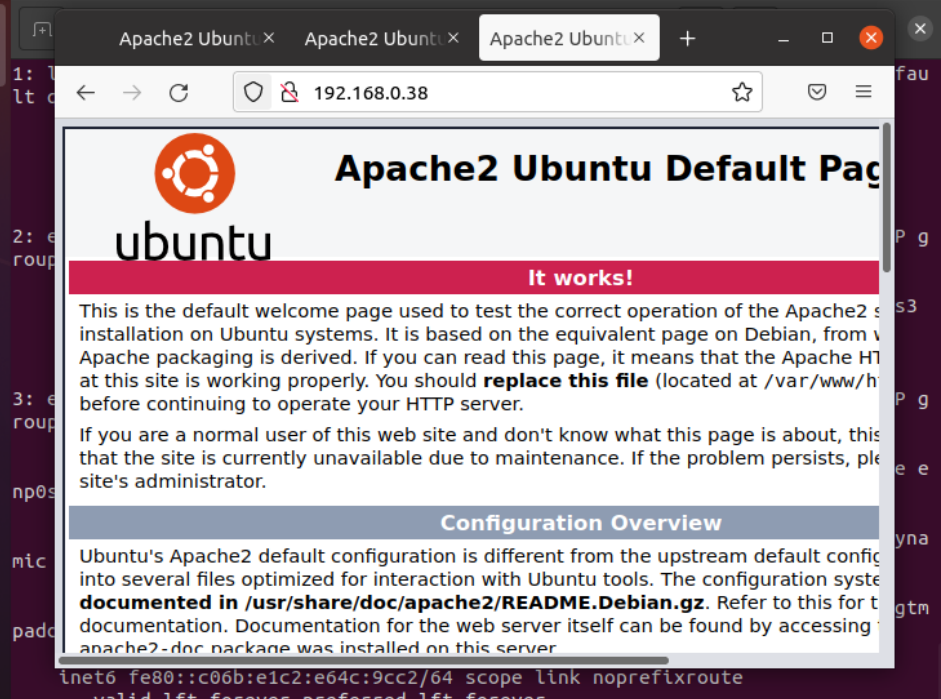 Apache2 Ubuntu Apache2 Ubuntu Apache2 Ubuntu
1: l fau
lt
192.168.0.38
Apache2 Ubuntu Default Pag
ubuntu
2: e P g
roup
It works!
This is the default welcome page used to test the correct operation of the Apache2 s
installation on Ubuntu systems. It is based on the equivalent page on Debian, from
s3
Apache packaging is derived. If you can read this page, it means that the Apache HT
at this site is working properly. You should replace this file (located at /var/www/h
3: e P g
before continuing to operate your HTTP server.
roup
If you are a normal user of this web site and don't know what this page is about, this
that the site is currently unavailable due to maintenance. If the problem persists, ple
e e
site's administrator.
np0s
Configuration Overview
yna
Ubuntu's Apache2 default configuration is different from the upstream default config
mic
into several files optimized for interaction with Ubuntu tools. The configuration syste
documented in /usr/share/doc/apache2/README.Debian.gz. Refer to this for t
gtm
documentation. Documentation for the web server itself can be found by accessing
apache2-doc package was installed on this server.
inet6 fe80::c06b:e1c2:e64c:9cc2/64 scope link noprefixroute
valid_lft forever preferred_lft forever